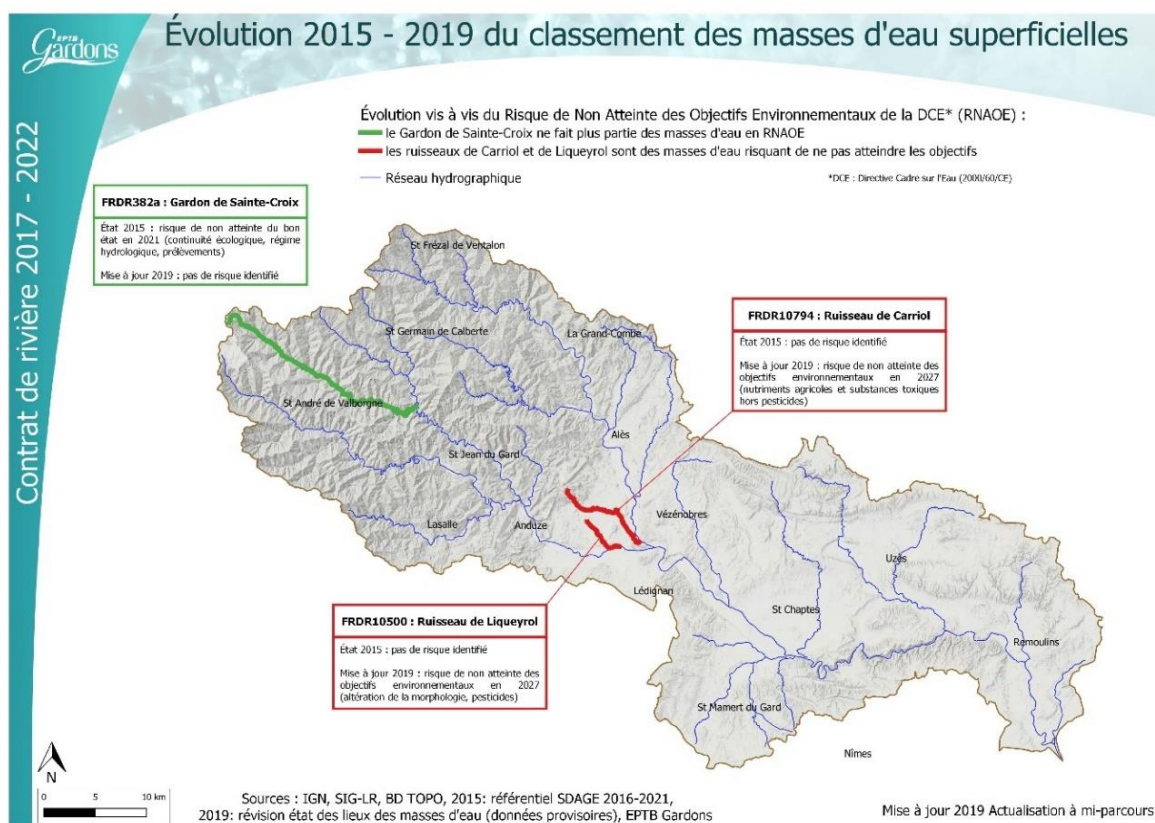 EPTB
Gardons
Évolution 2015 - 2019 du classement des masses d'eau superficielles
Contrat de rivière 2017 - 2022
Évolution vis à vis du Risque de Non Atteinte des Objectifs Environnementaux de la DCE* (RNAOE) :
le Gardon de Sainte-Croix ne fait plus partie des masses d'eau en RNAOE
les ruisseaux de Carriol et de Liqueyrol sont des masses d'eau risquant de ne pas atteindre les objectifs
Réseau hydrographique
*DCE : Directive Cadre sur l'Eau (2000/60/CE)
FRDR382a : Gardon de Sainte-Croix
État 2015 : risque de non atteinte du bon
état en 2021 (continuité écologique, régime
hydrologique, prélèvements)
Mise à jour 2019 : pas de risque identifié
FRDR10794 : Ruisseau de Carriol
État 2015 : pas de risque identifié
Mise à jour 2019 : risque de non atteinte des
objectifs environnementaux en 2027
(nutriments agricoles et substances toxiques
hors pesticides)
St Frézal de Ventalon
St Germain de Calberte
La Grand-Combe
St André de Valborgne
Alès
St Jean du Gard
Vézénobres
Lasalle
Anduze
Uzès
Lédignan
St Chaptes
Remoulins
St Mamert du Gard
Nîmes
FRDR10500 : Ruisseau de Liqueyrol
État 2015 : pas de risque identifié
Mise à jour 2019 : risque de non atteinte des
objectifs environnementaux en 2027
(altération de la morphologie, pesticides)
N
0 5 10 km
Sources : IGN, SIG-LR, BD TOPO, 2015: référentiel SDAGE 2016-2021,
2019: révision état des lieux des masses d'eau (données provisoires), EPTB Gardons
Mise à jour 2019 Actualisation à mi-parcours